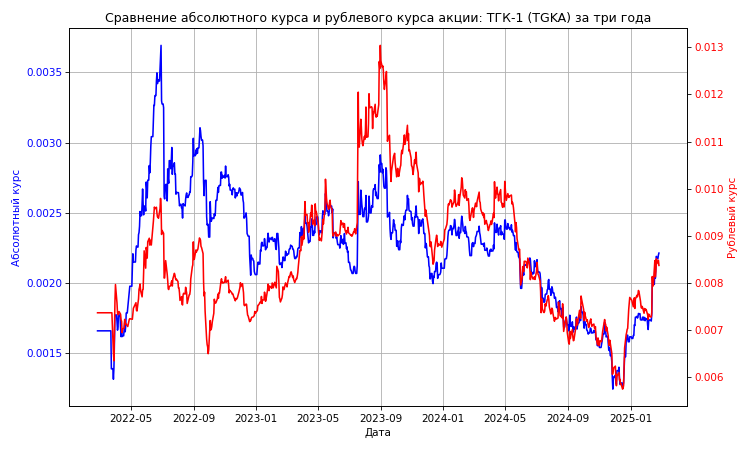 Сравнение абсолютного курса и рублевого курса акции: ТГК-1 (TGKA) за три года
Абсолютный курс
0.0035
0.0030
0.0025
0.0020
0.0015
0.013
0.012
0.011
0.010
0.009
0.008
0.007
0.006
Рублевый курс
2022-05 2022-09 2023-01 2023-05 2023-09 2024-01 2024-05 2024-09 2025-01
Дата